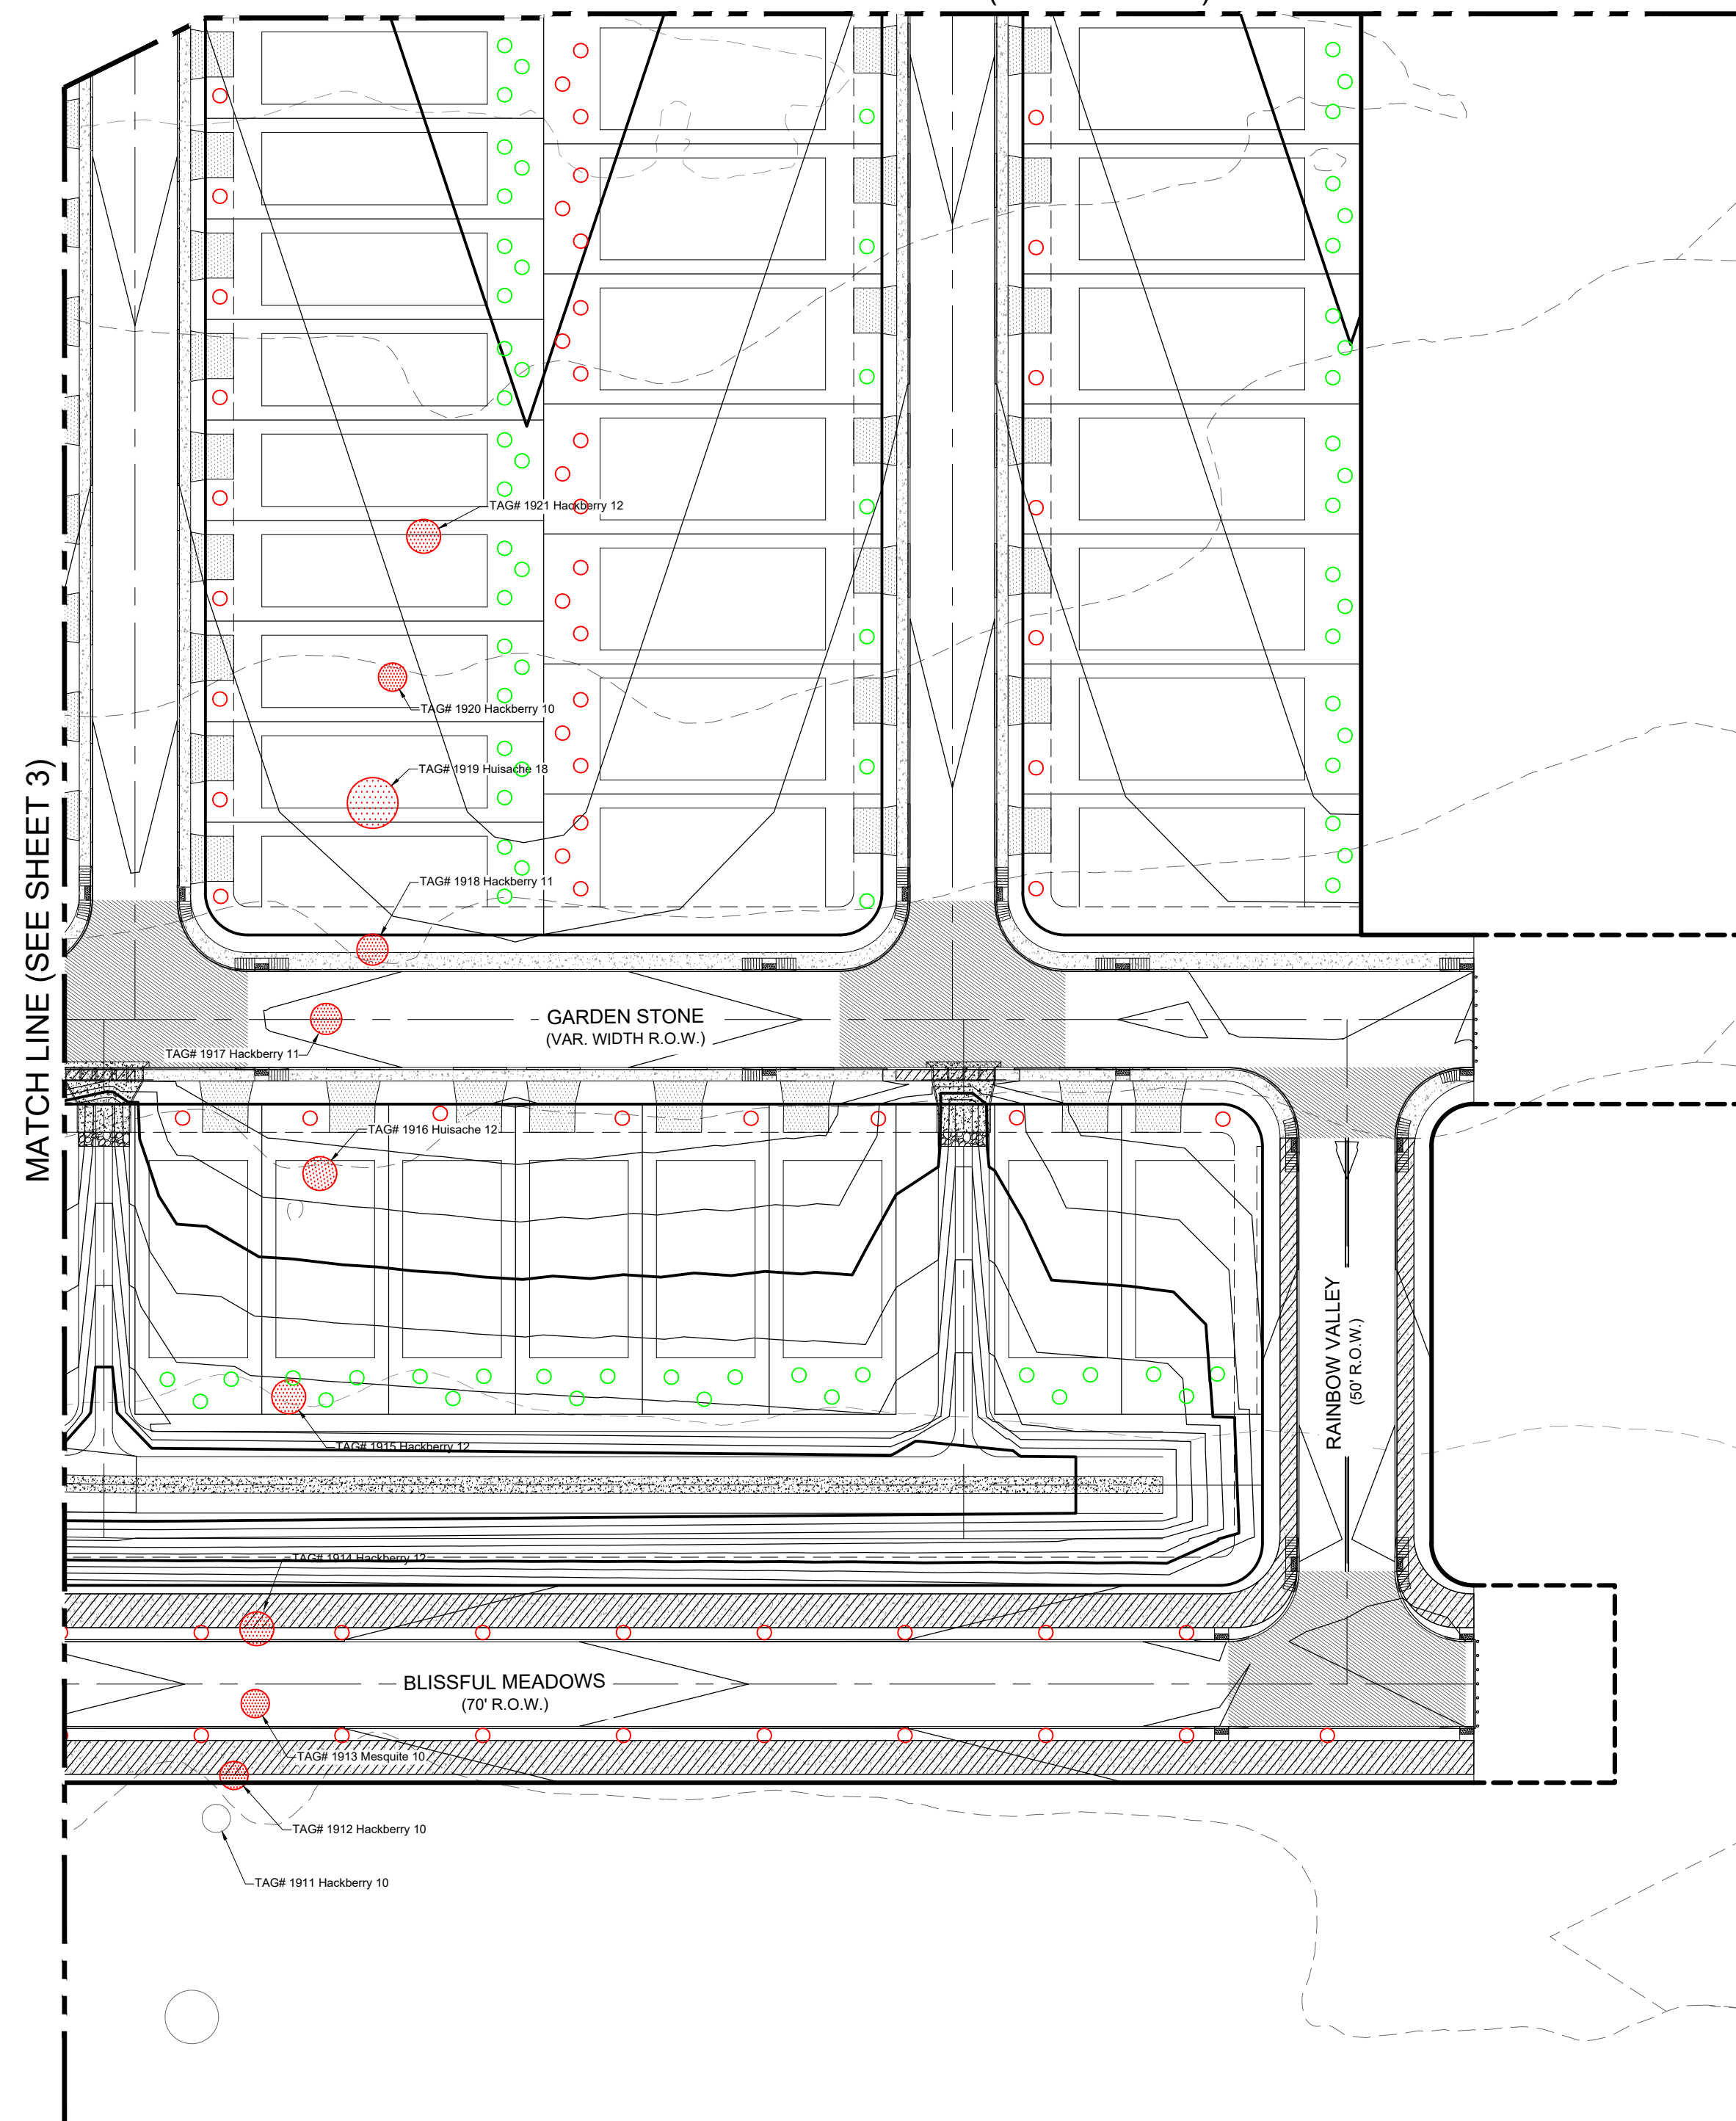 TAG# 1921 Hackberry 12
TAG# 1920 Hackberry 10
TAG# 1919 Huisache 18
MATCH LINE (SEE SHEET 3)
TAG# 1918 Hackberry 11
GARDEN STONE
(VAR. WIDTH R.O.W.)
TAG# 1917 Hackberry 11
TAG# 1916 Huisache 12
RAINBOW VALLEY
(50' R.O.W.)
TAG# 1915 Hackberry 12
TAG# 1914 Hackberry 12
BLISSFUL MEADOWS
(70' R.O.W.)
TAG# 1913 Mesquite 10
TAG# 1912 Hackberry 10
TAG# 1911 Hackberry 10